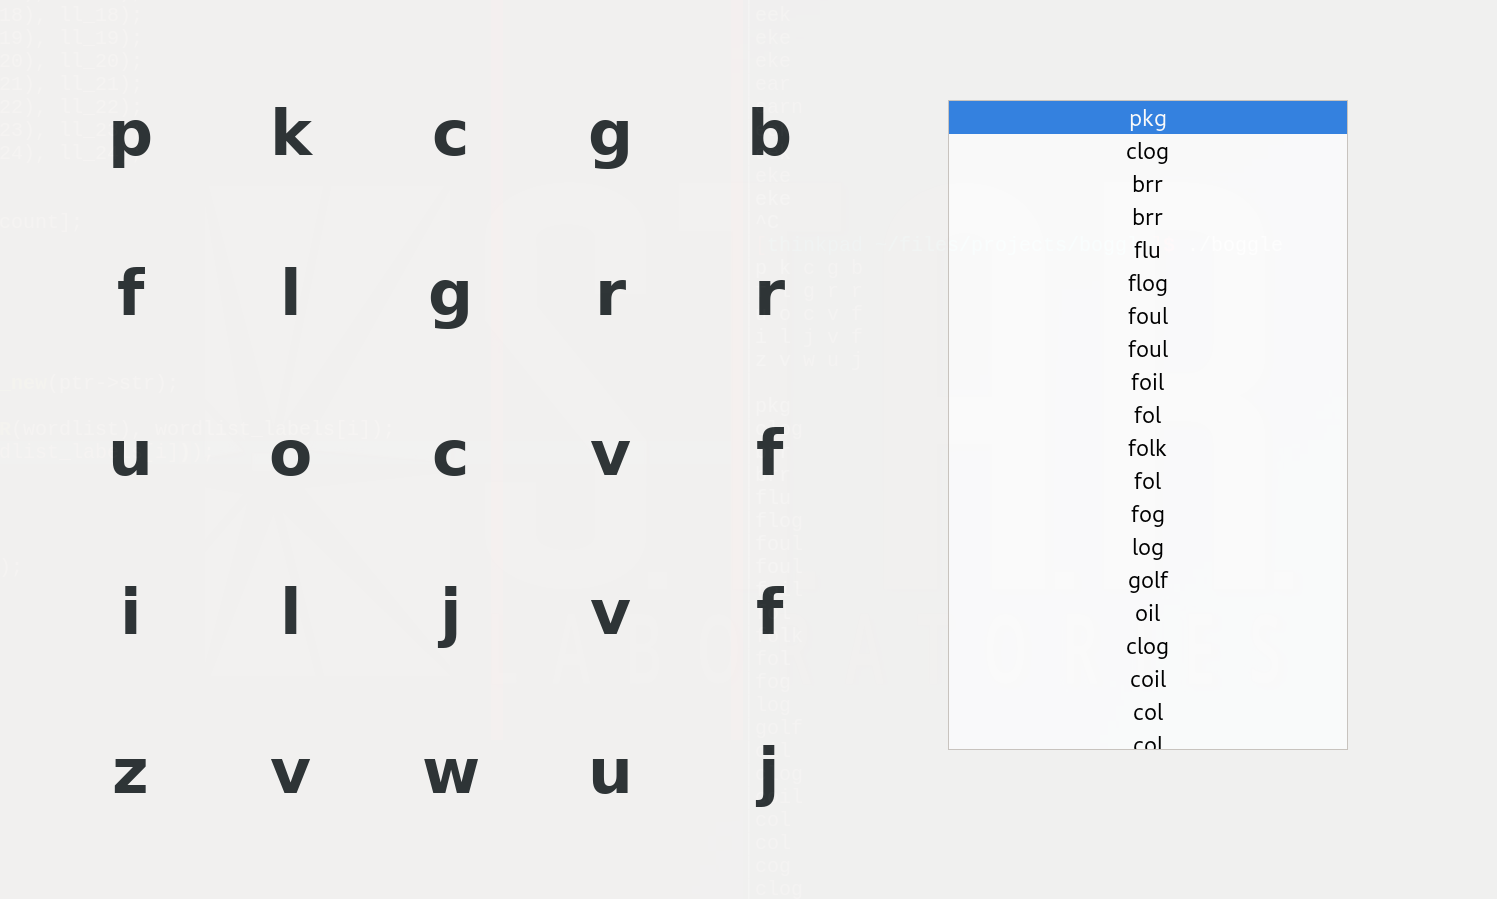 p k c g b
f l g r r
u o c v f
i l j v f
z v w u j
pkg
clog
brr
brr
flu
flog
foul
foul
foil
fol
folk
fol
fog
log
golf
oil
clog
coil
col
col